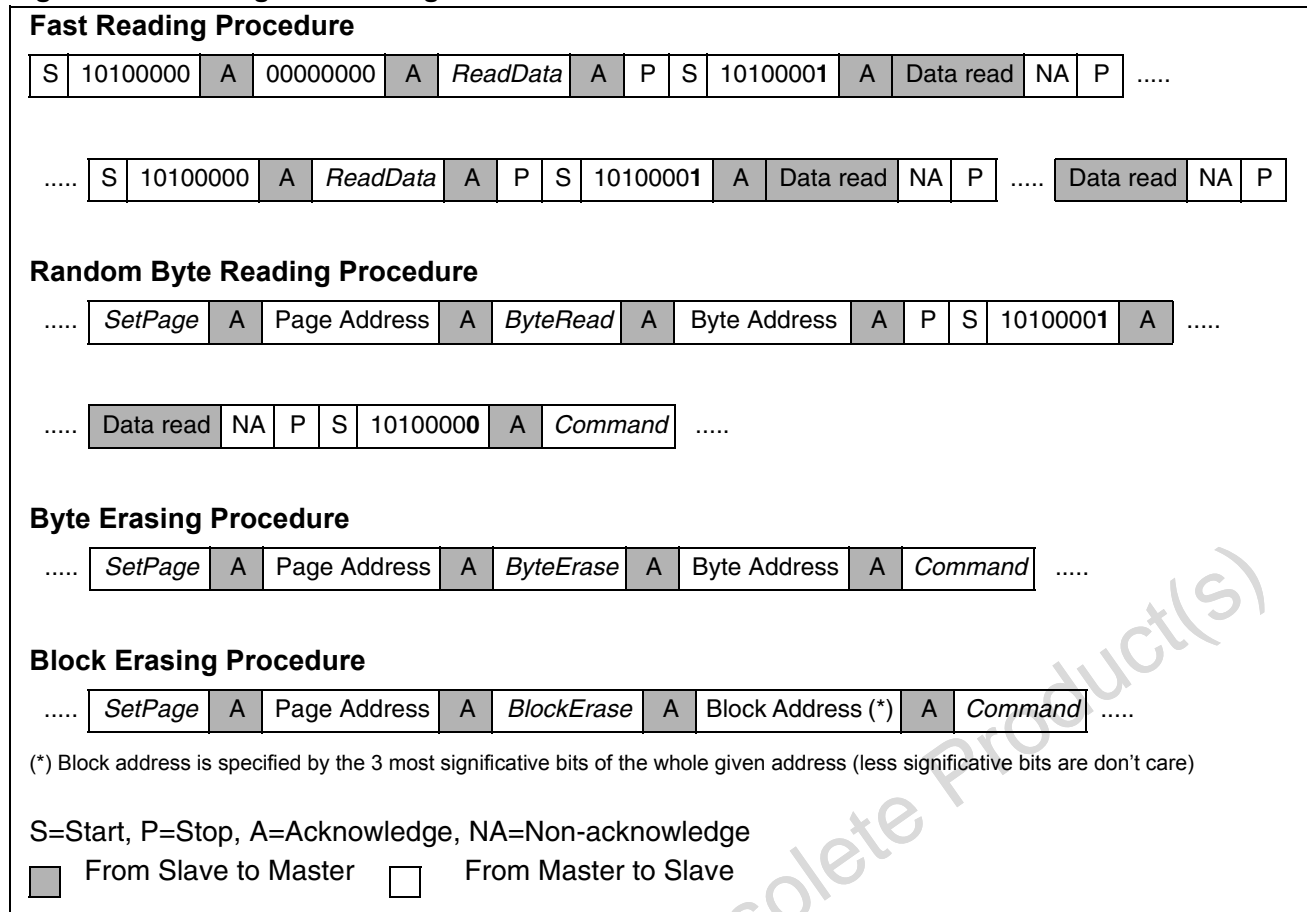 Fast Reading Procedure
S 10100000 A 00000000 A ReadData A P S 10100001 A Data read NA P .....
..... S 10100000 A ReadData A P S 10100001 A Data read NA P ..... Data read NA P
Random Byte Reading Procedure
..... SetPage A Page Address A ByteRead A Byte Address A P S 10100001 A .....
..... Data read NA P S 10100000 A Command .....
Byte Erasing Procedure
..... SetPage A Page Address A ByteErase A Byte Address A Command .....
Block Erasing Procedure
..... SetPage A Page Address A BlockErase A Block Address (*) A Command .....
(*) Block address is specified by the 3 most significative bits of the whole given address (less significative bits are don't care)
S=Start, P=Stop, A=Acknowledge, NA=Non-acknowledge
From Slave to Master From Master to Slave
Product(s)